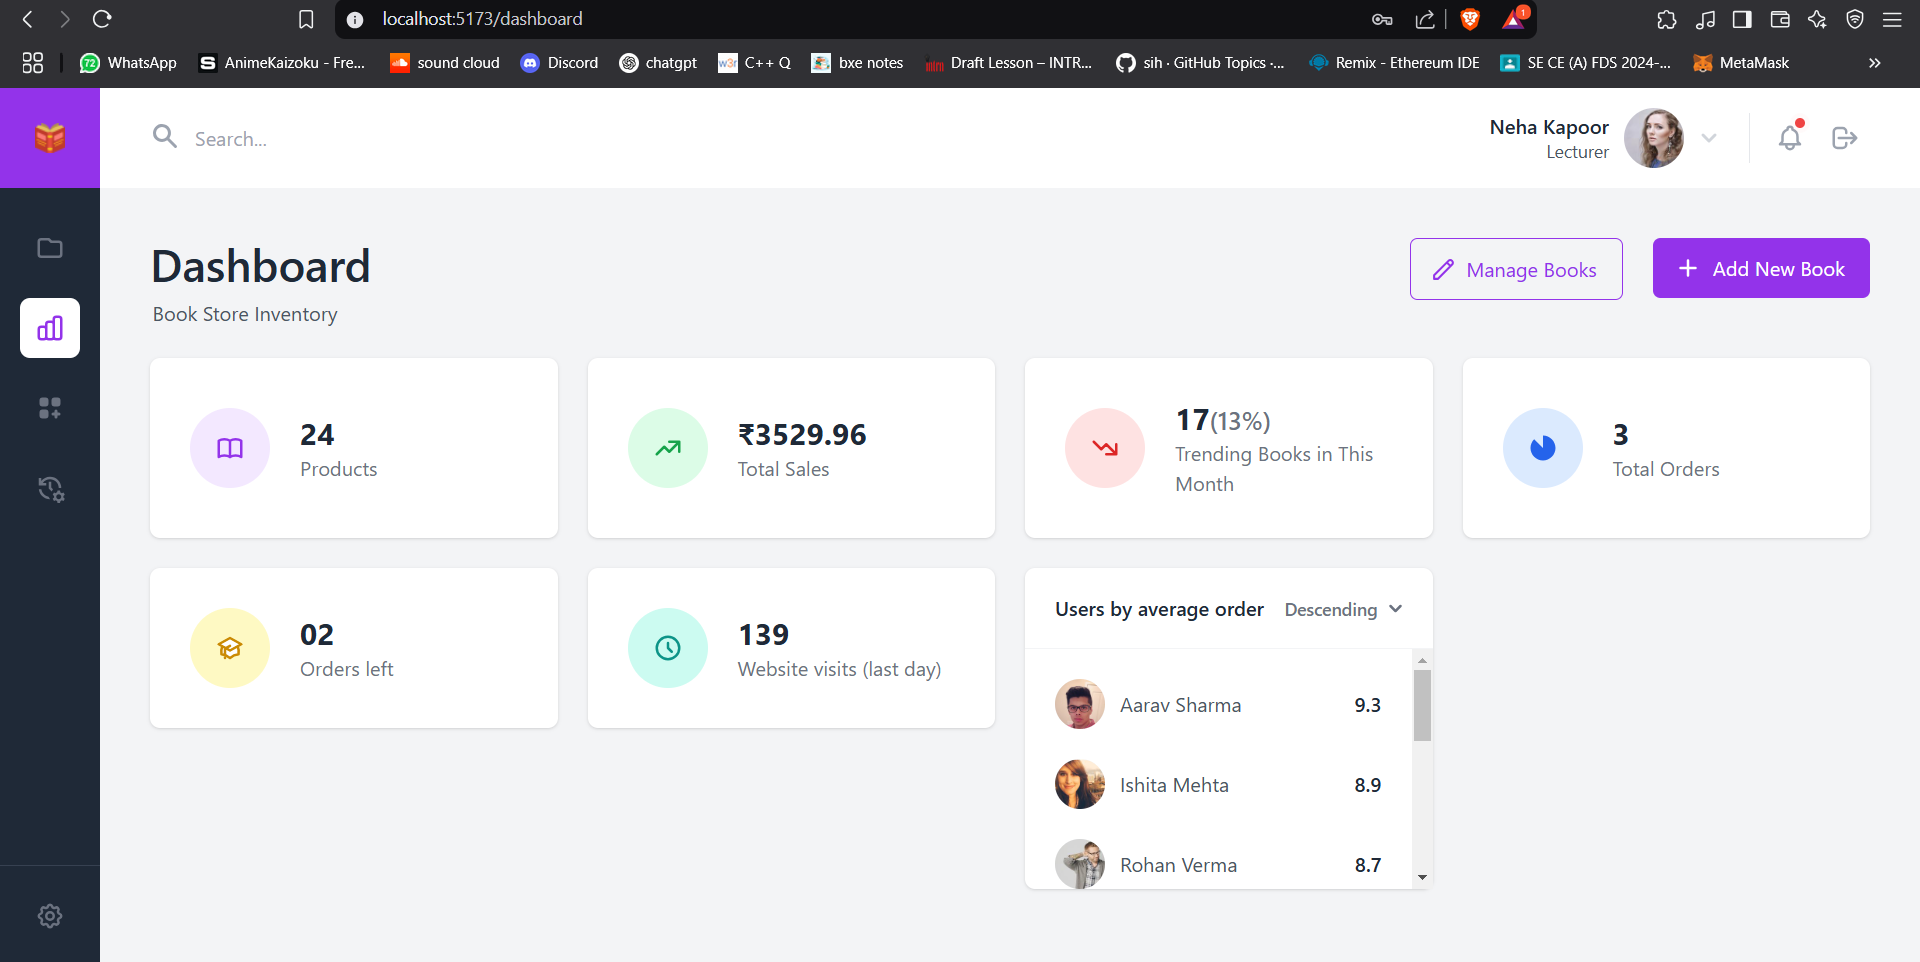 localhost:5173/dashboard
1
72 WhatsApp
S AnimeKaizoku - Fre...
sound cloud
Discord
chatgpt
w3r C++ Q
bxe notes
Draft Lesson – INTR...
sih · GitHub Topics ·...
Remix - Ethereum IDE
SE CE (A) FDS 2024-...
MetaMask
»
Search...
Neha Kapoor
Lecturer
Dashboard
Book Store Inventory
Manage Books
+ Add New Book
24
Products
₹3529.96
Total Sales
17(13%)
Trending Books in This
Month
3
Total Orders
02
Orders left
139
Website visits (last day)
Users by average order Descending
Aarav Sharma 9.3
Ishita Mehta 8.9
Rohan Verma 8.7